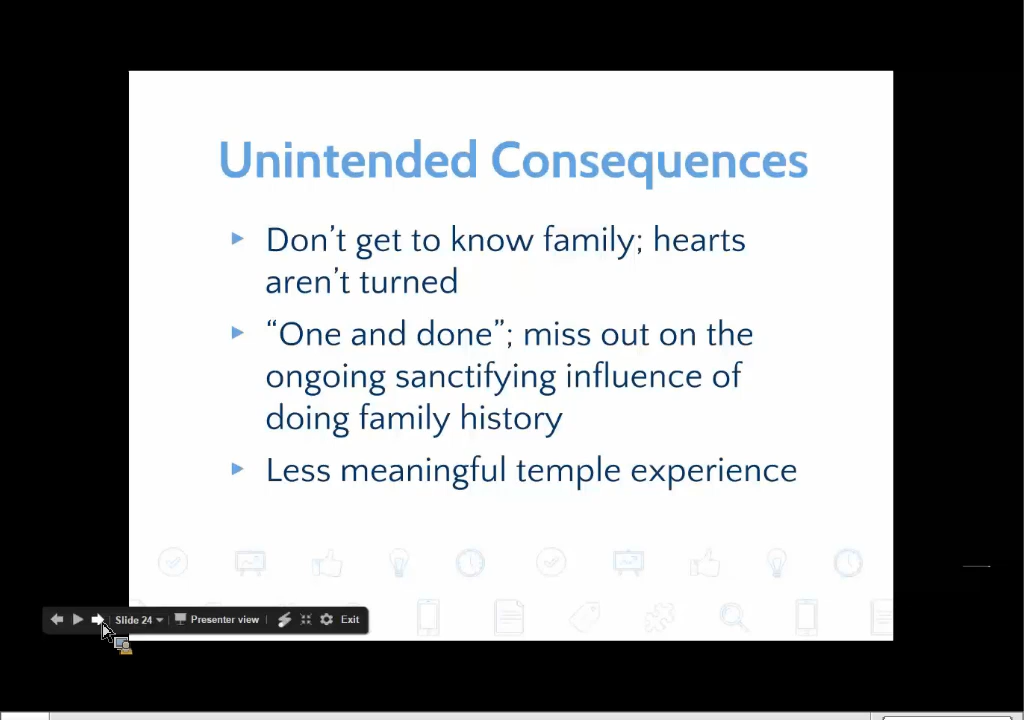 Unintended Consequences
Don’t get to know family; hearts
aren’t turned
“One and done”; miss out on the
ongoing sanctifying influence of
doing family history
Less meaningful temple experience
Slide 24
Presenter view
Exit